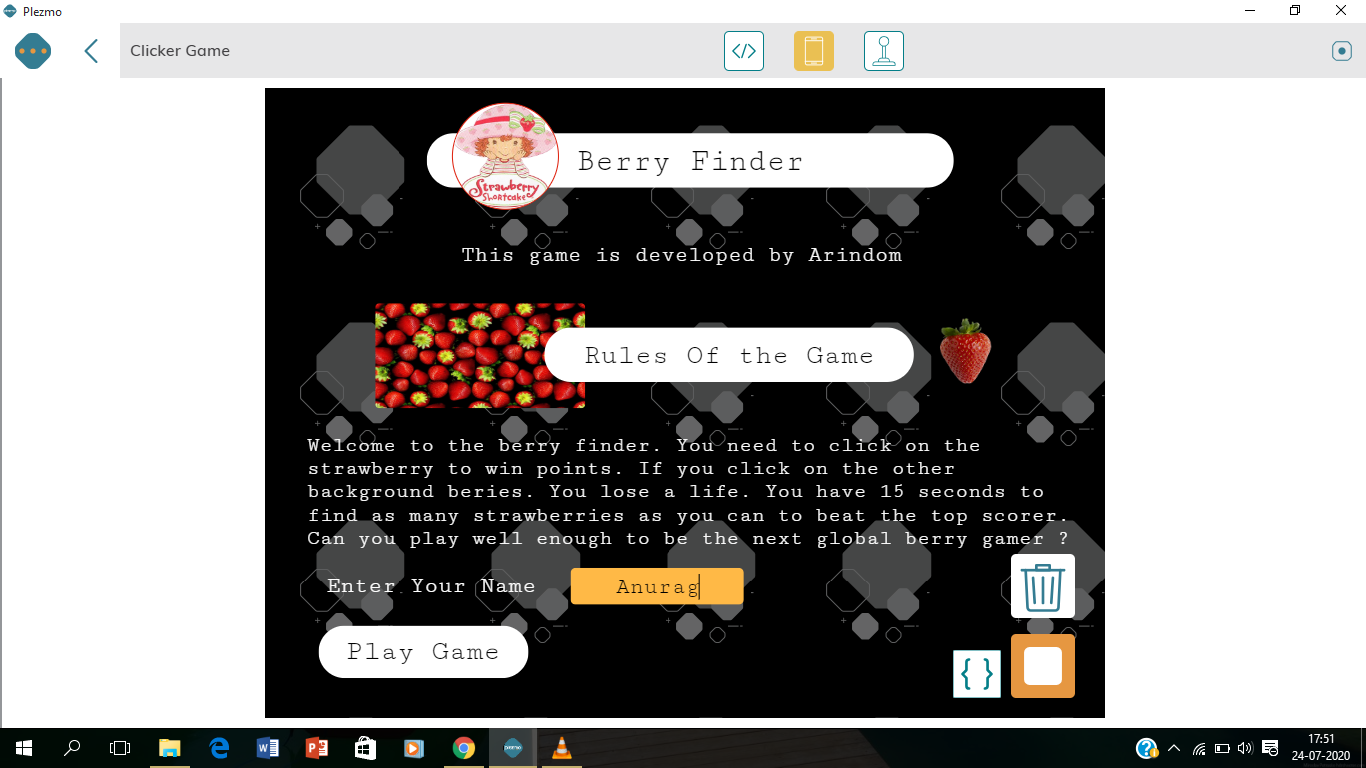 Plezmo
Clicker Game
Berry Finder
Strawberry
Shortcake
This game is developed by Arindom
Rules Of the Game
Welcome to the berry finder. You need to click on the
strawberry to win points. If you click on the other
background beries. You lose a life. You have 15 seconds to
find as many strawberries as you can to beat the top scorer.
Can you play well enough to be the next global berry gamer ?
Enter Your Name
Anurag
Play Game
17:51
24-07-2020